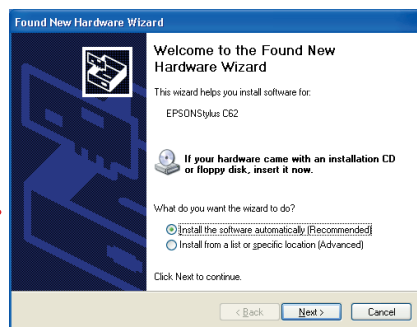 Found New Hardware Wizard
Welcome to the Found New
Hardware Wizard
This wizard helps you install software for:
EPSONStylus C62
If your hardware came with an installation CD
or floppy disk, insert it now.
What do you want the wizard to do?
Install the software automatically (Recommended)
Install from a list or specific location (Advanced)
Click Next to continue.
< Back Next > Cancel